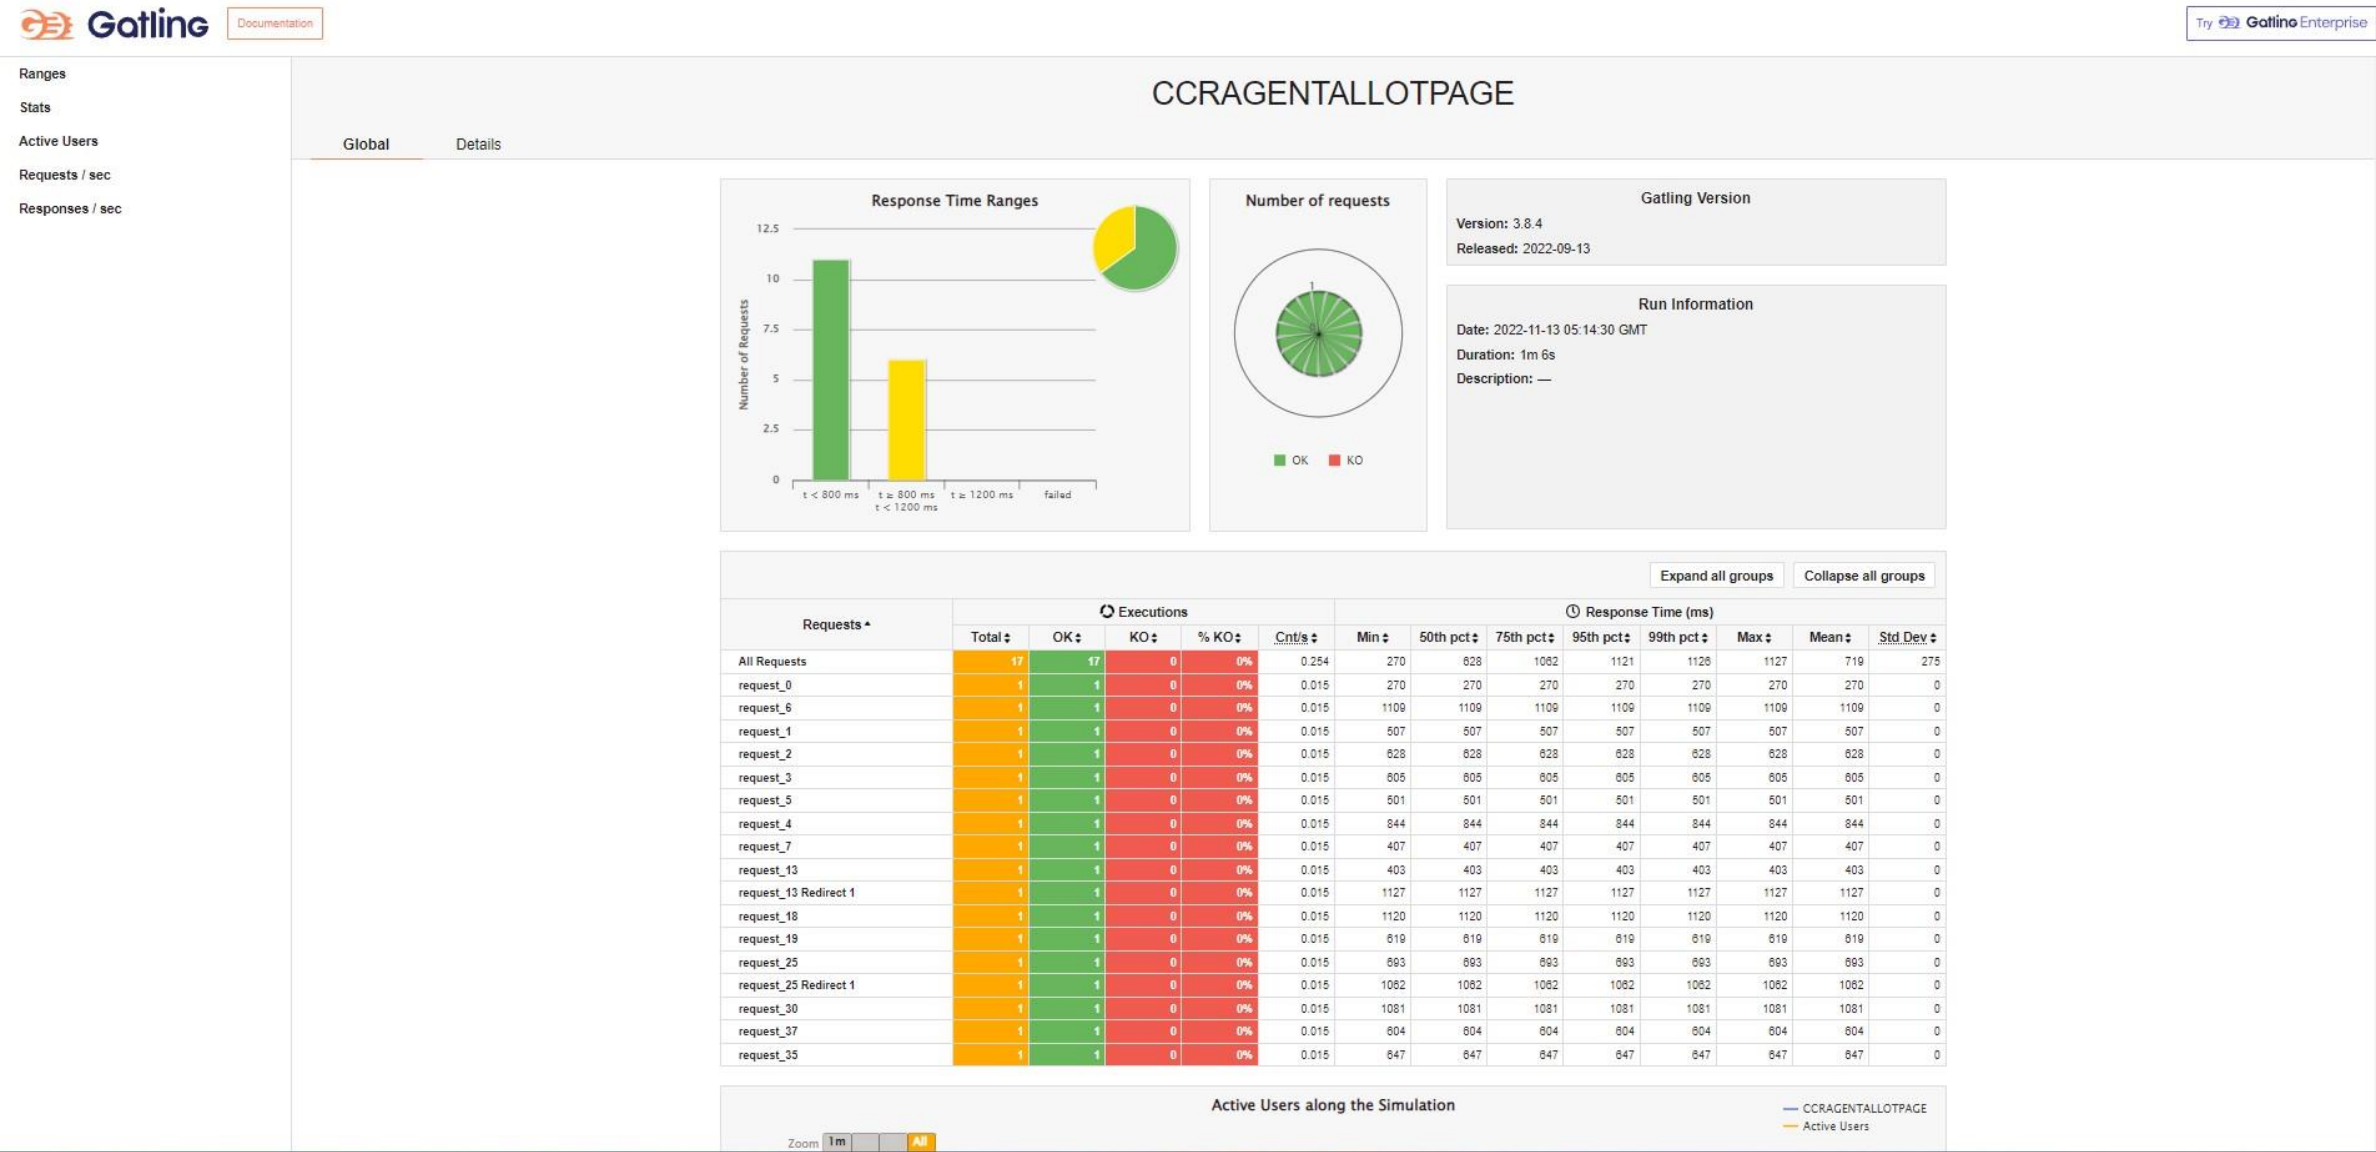 Gatling Documentation Try Gatling Enterprise
Ranges
Stats
Active Users
Requests / sec
Responses / sec
CCRAGENTALLOTPAGE
Global Details
Response Time Ranges
12.5
10
7.5
5
2.5
0
Number of Requests
t < 800 ms t ≥ 800 ms t ≥ 1200 ms failed
t < 1200 ms
Number of requests
1
0
OK KO
Gatling Version
Version: 3.8.4
Released: 2022-09-13
Run Information
Date: 2022-11-13 05:14:30 GMT
Duration: 1m 6s
Description: —
Expand all groups Collapse all groups
Requests Executions Response Time (ms)
Total OK KO % KO Cnt/s Min 50th pct 75th pct 95th pct 99th pct Max Mean Std Dev
All Requests 17 17 0 0% 0.254 270 628 1062 1121 1126 1127 719 275
request_0 1 1 0 0% 0.015 270 270 270 270 270 270 270 0
request_6 1 1 0 0% 0.015 1109 1109 1109 1109 1109 1109 1109 0
request_1 1 1 0 0% 0.015 507 507 507 507 507 507 507 0
request_2 1 1 0 0% 0.015 628 628 628 628 628 628 628 0
request_3 1 1 0 0% 0.015 605 605 605 605 605 605 605 0
request_5 1 1 0 0% 0.015 501 501 501 501 501 501 501 0
request_4 1 1 0 0% 0.015 844 844 844 844 844 844 844 0
request_7 1 1 0 0% 0.015 407 407 407 407 407 407 407 0
request_13 1 1 0 0% 0.015 403 403 403 403 403 403 403 0
request_13 Redirect 1 1 1 0 0% 0.015 1127 1127 1127 1127 1127 1127 1127 0
request_18 1 1 0 0% 0.015 1120 1120 1120 1120 1120 1120 1120 0
request_19 1 1 0 0% 0.015 619 619 619 619 619 619 619 0
request_25 1 1 0 0% 0.015 693 693 693 693 693 693 693 0
request_25 Redirect 1 1 1 0 0% 0.015 1062 1062 1062 1062 1062 1062 1062 0
request_30 1 1 0 0% 0.015 1081 1081 1081 1081 1081 1081 1081 0
request_37 1 1 0 0% 0.015 604 604 604 604 604 604 604 0
request_35 1 1 0 0% 0.015 647 647 647 647 647 647 647 0
Active Users along the Simulation
CCRAGENTALLOTPAGE
Active Users
Zoom 1m All